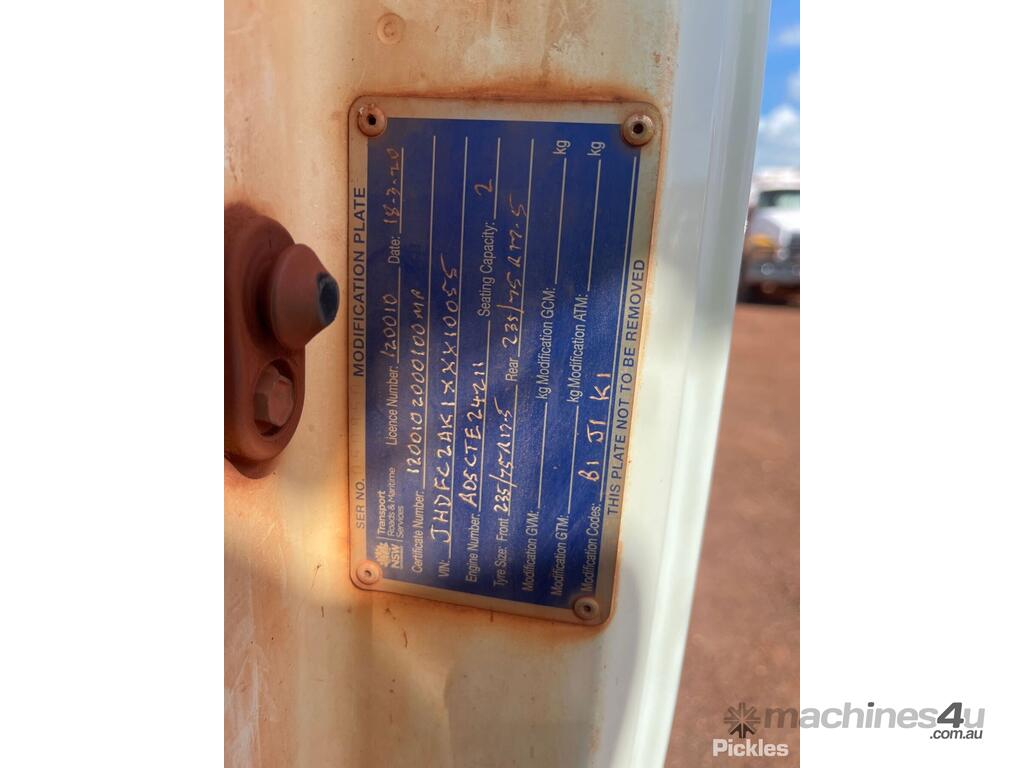 MODIFICATION PLATE
SER NO.
NSW Transport Roads & Maritime Services
Licence Number: 120010 Date: 18-3-20
Certificate Number: 120010200010OMA
VIN: JHDFC2AK1XXX10055
Engine Number: A05CTE24211 Seating Capacity: 2
Tyre Size: Front 235/75R17.5 Rear 235/75R17.5
Modification GVM: kg Modification GCM: kg
Modification GTM: kg Modification ATM: kg
Modification Codes: B1 J1 K1
THIS PLATE NOT TO BE REMOVED
machines4u
.com.au
Pickles